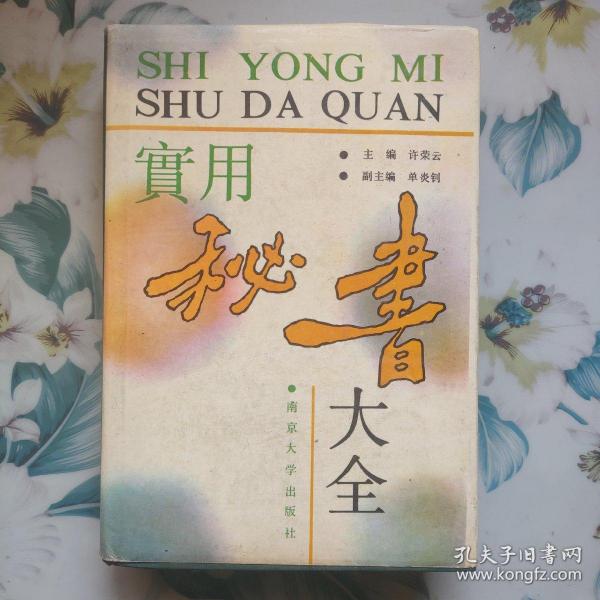 SHI YONG MI
SHU DA QUAN
實用
● 主编 许荣云
● 副主编 单炎钊
秘書
大全
● 南京大学出版社
孔夫子旧書网
www.kongfz.com